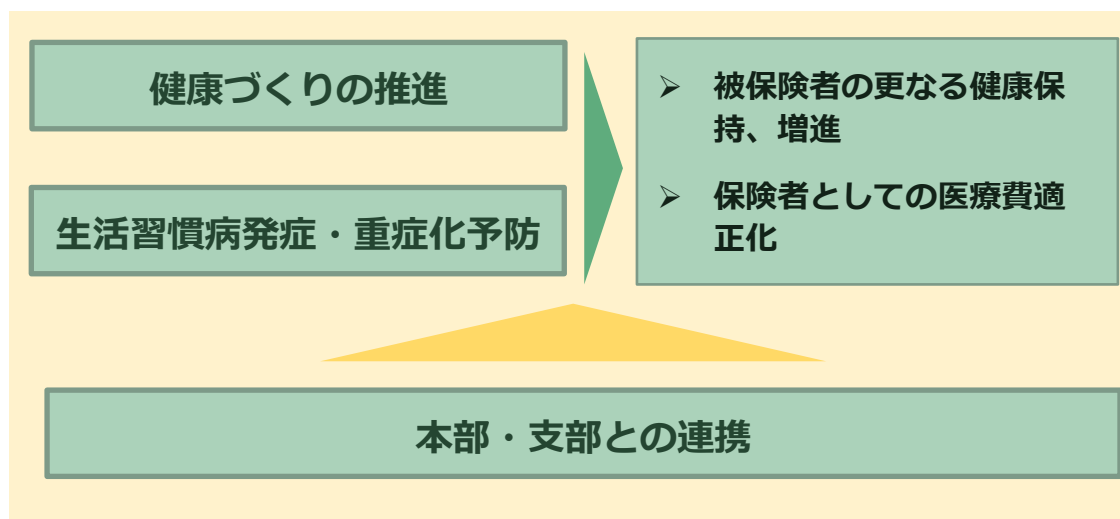 健康づくりの推進
生活習慣病発症・重症化予防
➢ 被保険者の更なる健康保
持、増進
➢ 保険者としての医療費適
正化
本部・支部との連携